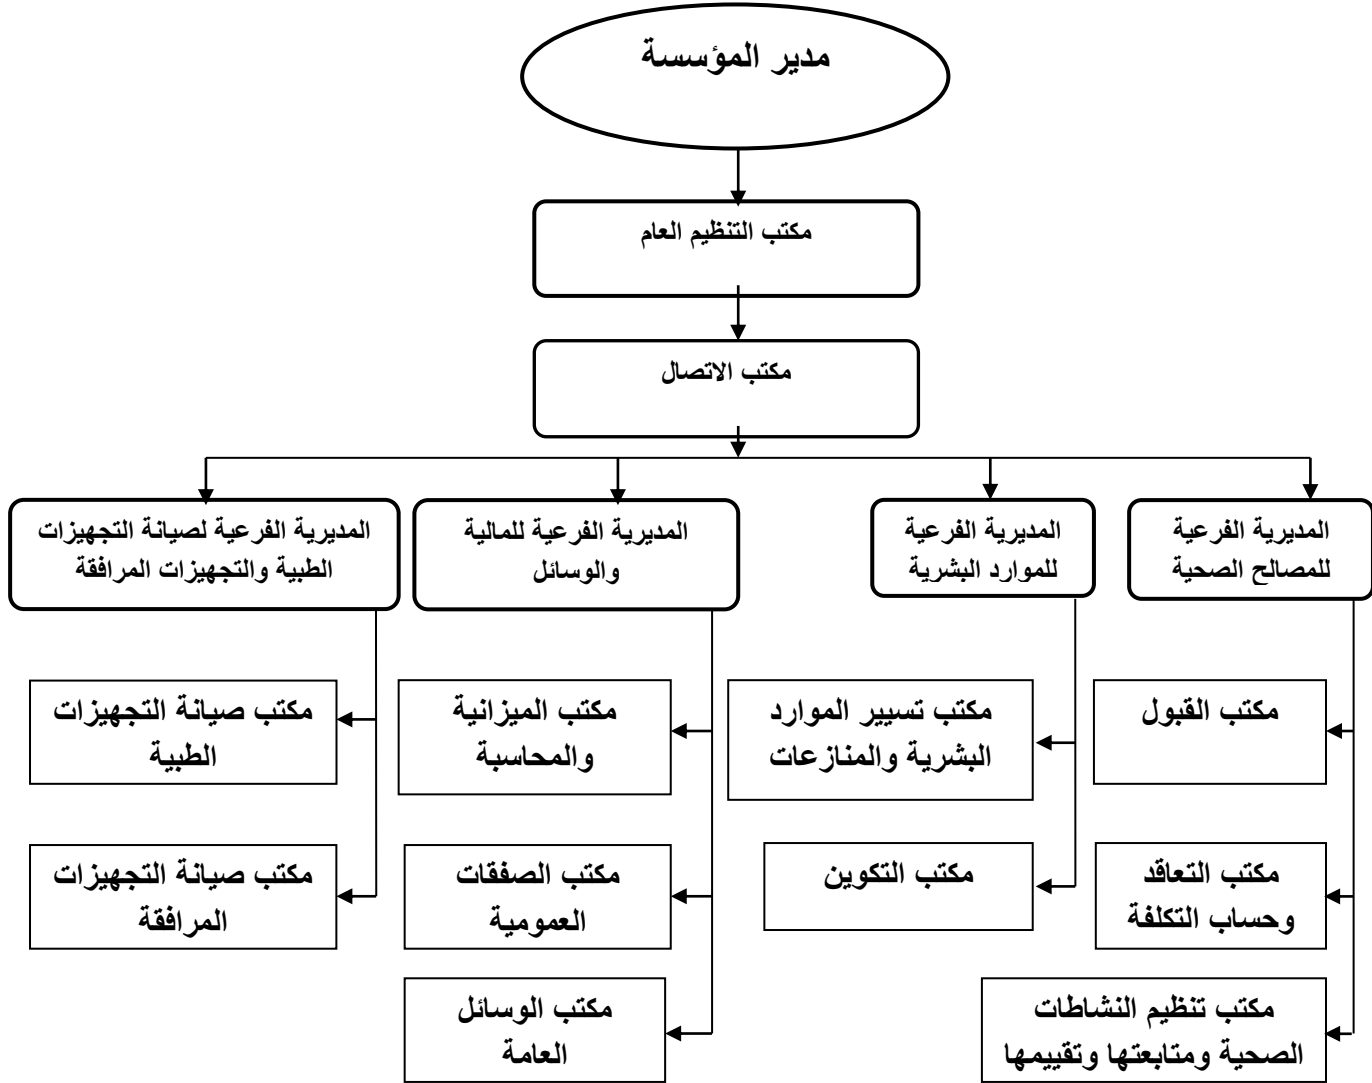 مدير المؤسسة
مكتب التنظيم العام
مكتب الاتصال
المديرية الفرعية
للمصالح الصحية
المديرية الفرعية
للموارد البشرية
المديرية الفرعية للمالية
والوسائل
المديرية الفرعية لصيانة التجهيزات
الطبية والتجهيزات المرافقة
مكتب القبول
مكتب تسيير الموارد
البشرية والمنازعات
مكتب الميزانية
والمحاسبة
مكتب صيانة التجهيزات
الطبية
مكتب التعاقد
وحساب التكلفة
مكتب التكوين
مكتب الصفقات
العمومية
مكتب صيانة التجهيزات
المرافقة
مكتب تنظيم النشاطات
الصحية ومتابعتها وتقييمها
مكتب الوسائل
العامة